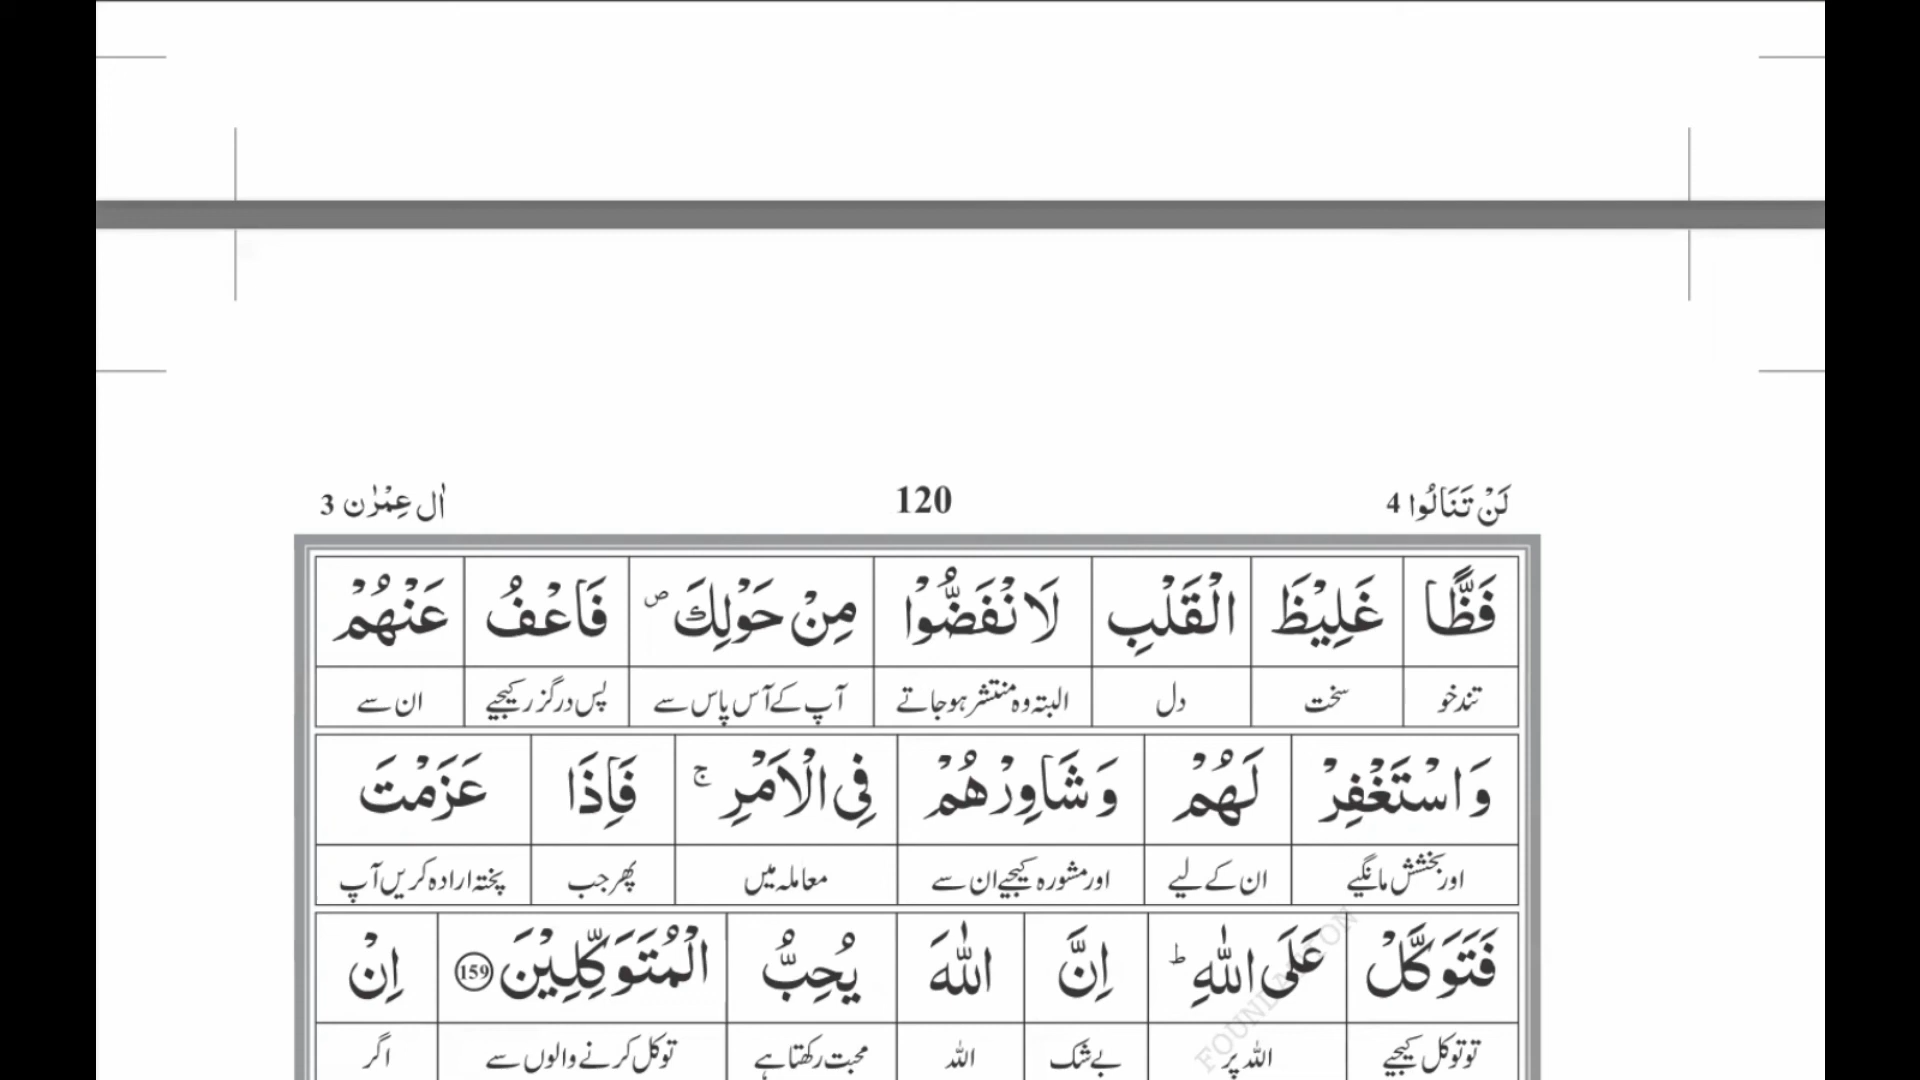 لَنْ تَنَالُوا 4 120 اٰل عِمْرٰن 3
فَظًّا غَلِيْظَ الْقَلْبِ لَانْفَضُّوْا مِنْ حَوْلِكَ ۪ فَاعْفُ عَنْهُمْ
تندخو سخت دل البتہ وہ منتشر ہوجاتے آپ کے آس پاس سے پس درگزر کیجیے ان سے
وَاسْتَغْفِرْ لَهُمْ وَشَاوِرْهُمْ فِي الْاَمْرِ ۚ فَاِذَا عَزَمْتَ
اور بخشش مانگیے ان کے لیے اور مشورہ کیجیے ان سے معاملہ میں پھر جب پختہ ارادہ کریں آپ
فَتَوَكَّلْ عَلَى اللّٰهِ ؕ اِنَّ اللّٰهَ يُحِبُّ الْمُتَوَكِّلِيْنَ 159 اِنْ
تو توکل کیجیے اللہ پر بے شک اللہ محبت رکھتا ہے توکل کرنے والوں سے اگر
FOUNDATION